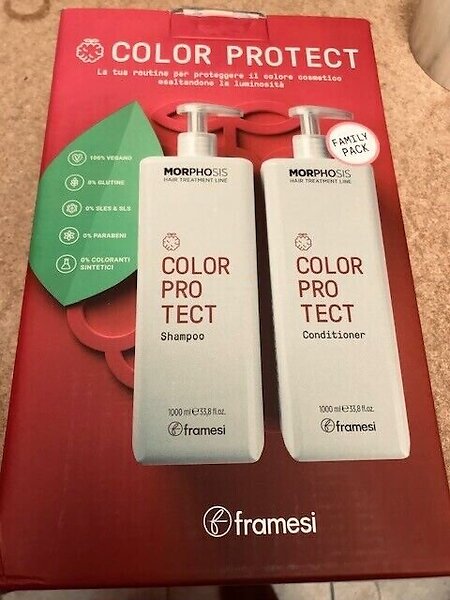 COLOR PROTECT
La tua routine per proteggere il colore cosmetico
esaltandone la luminosità
100% VEGANO
0% GLUTINE
0% SLES & SLS
0% PARABENI
0% COLORANTI
SINTETICI
MORPHOSIS
HAIR TREATMENT LINE
COLOR
PRO
TECT
Shampoo
1000 ml ℮ 33,8 fl.oz.
framesi
FAMILY
PACK
MORPHOSIS
HAIR TREATMENT LINE
COLOR
PRO
TECT
Conditioner
1000 ml ℮ 33,8 fl.oz.
framesi
framesi